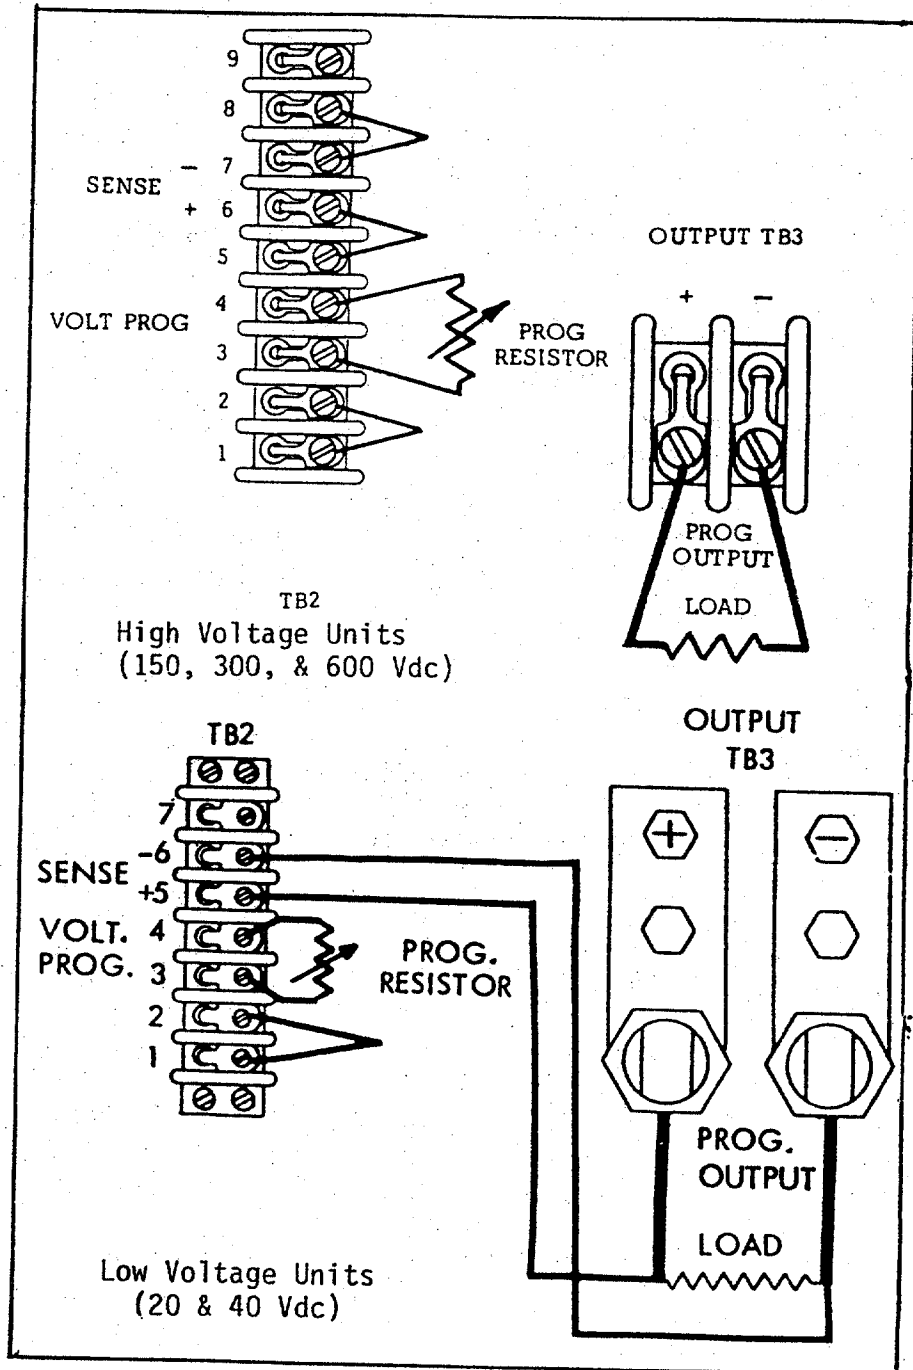 9
8
SENSE - 7
+ 6
5
VOLT PROG 4
3
2
1
PROG
RESISTOR
TB2
High Voltage Units
(150, 300, & 600 Vdc)
OUTPUT TB3
+ -
PROG
OUTPUT
LOAD
TB2
7
SENSE -6
+5
VOLT. 4
PROG. 3
2
1
PROG.
RESISTOR
OUTPUT
TB3
+ -
PROG.
OUTPUT
LOAD
Low Voltage Units
(20 & 40 Vdc)